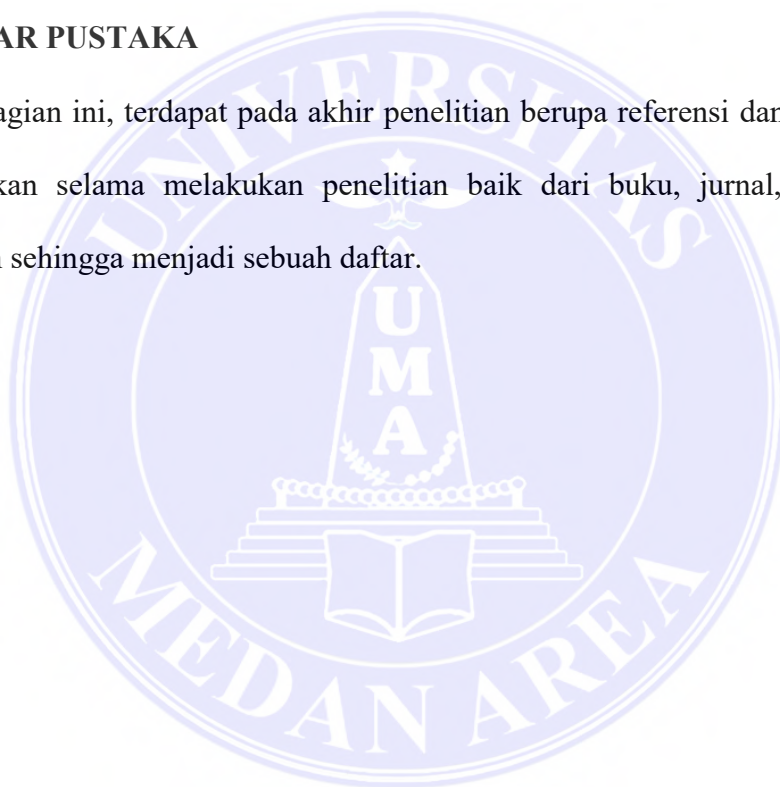 AR PUSTAKA
agian ini, terdapat pada akhir penelitian berupa referensi dan
kan selama melakukan penelitian baik dari buku, jurnal,
sehingga menjadi sebuah daftar.
UNIVERSITAS
U
M
A
MEDAN AREA